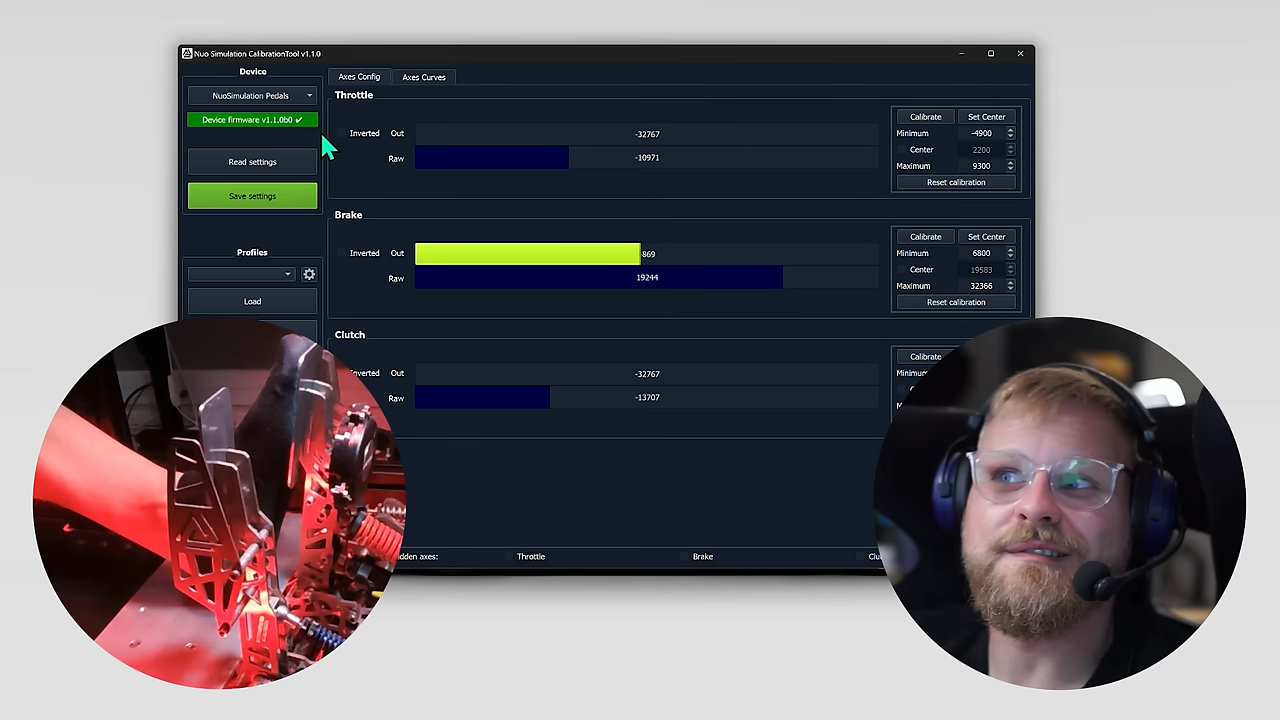 Nuo Simulation CalibrationTool v1.1.0
Device
NuoSimulation Pedals
Device firmware v1.1.0b0 ✔
Read settings
Save settings
Profiles
Load
Axes Config
Axes Curves
Throttle
Inverted
Out
-32767
Raw
-10971
Calibrate
Set Center
Minimum
-4900
Center
2200
Maximum
9300
Reset calibration
Brake
Inverted
Out
869
Raw
19244
Calibrate
Set Center
Minimum
6800
Center
19583
Maximum
32366
Reset calibration
Clutch
Out
-32767
Raw
-13707
Calibrate
axes:
Throttle
Brake